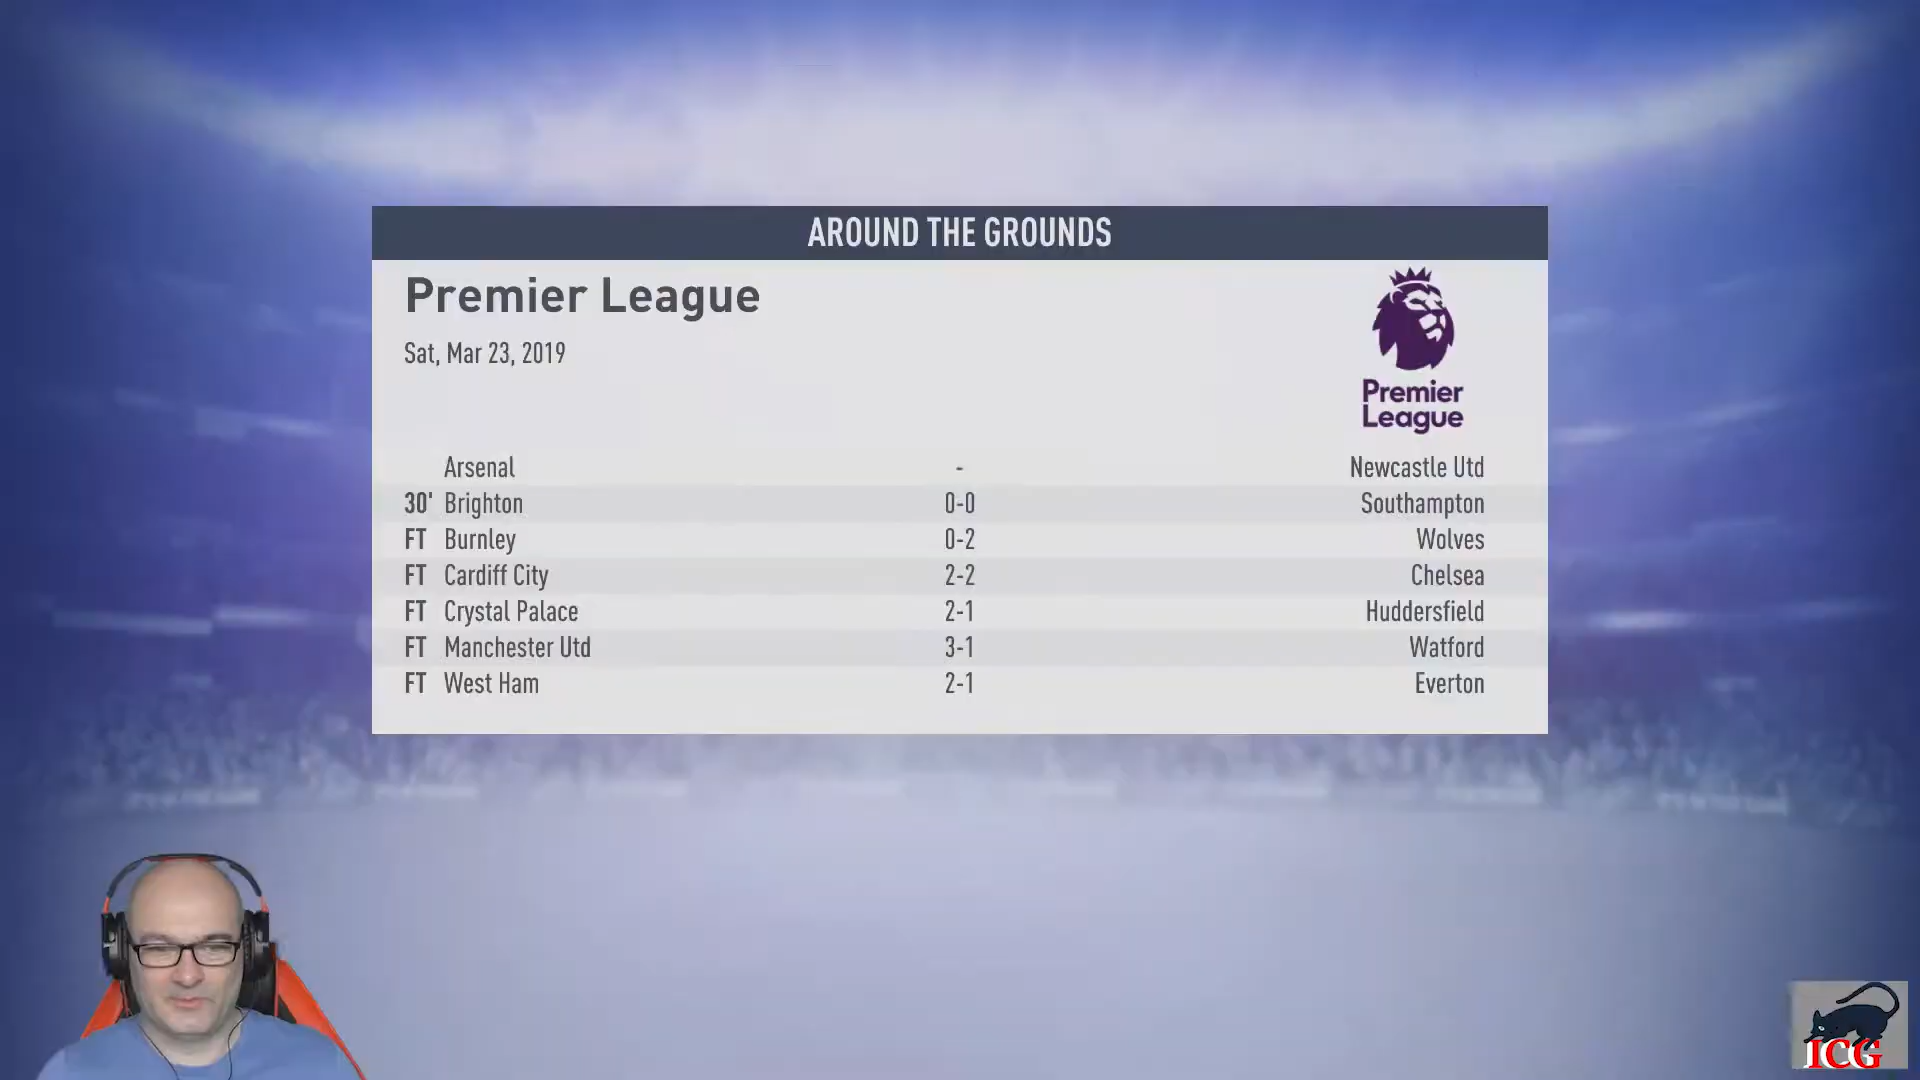 AROUND THE GROUNDS
Premier League
Sat, Mar 23, 2019
Premier
League
Arsenal - Newcastle Utd
30' Brighton 0-0 Southampton
FT Burnley 0-2 Wolves
FT Cardiff City 2-2 Chelsea
FT Crystal Palace 2-1 Huddersfield
FT Manchester Utd 3-1 Watford
FT West Ham 2-1 Everton
ICG